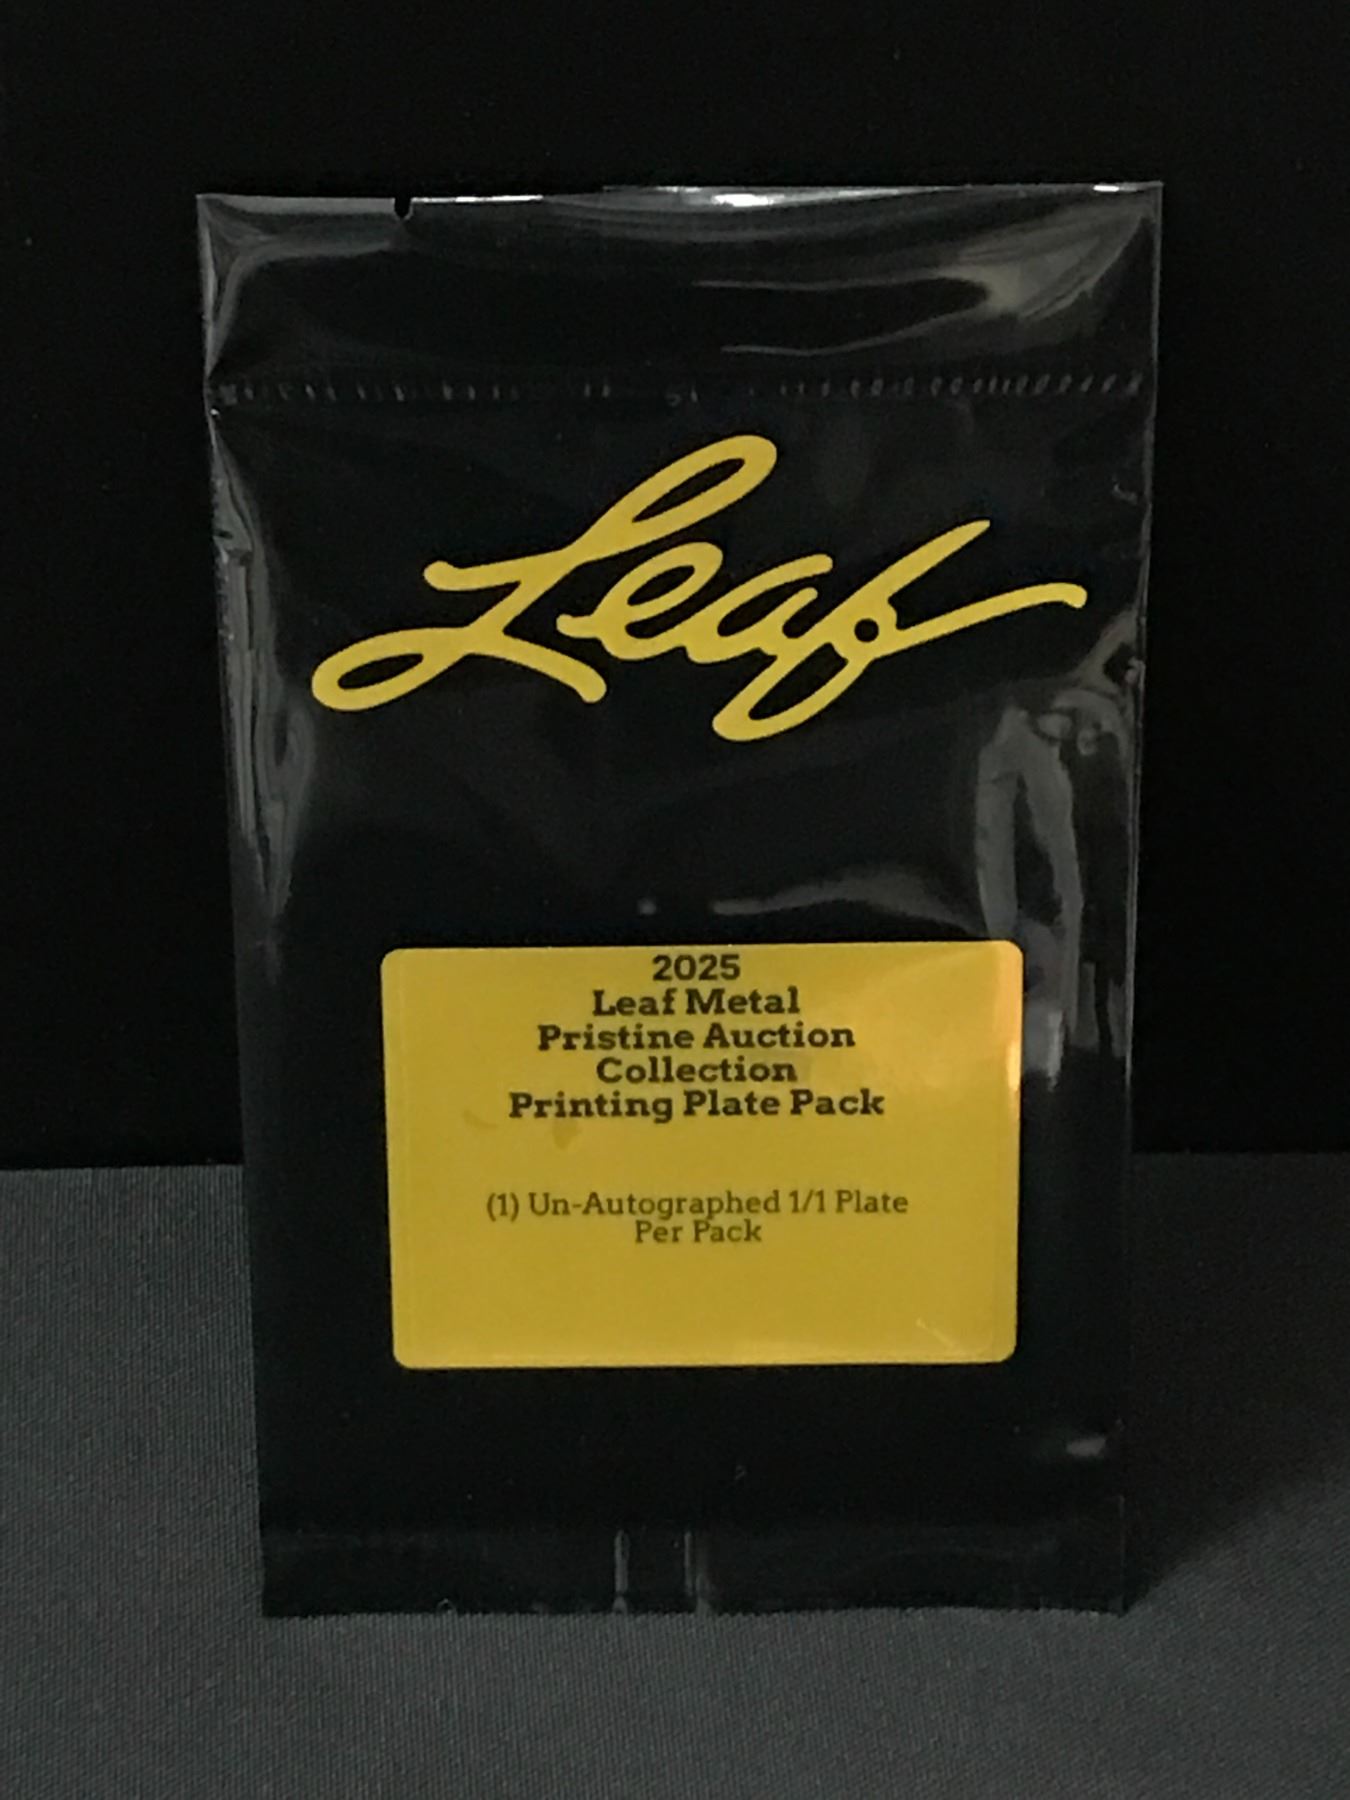 Leaf
2025
Leaf Metal
Pristine Auction
Collection
Printing Plate Pack
(1) Un-Autographed 1/1 Plate
Per Pack